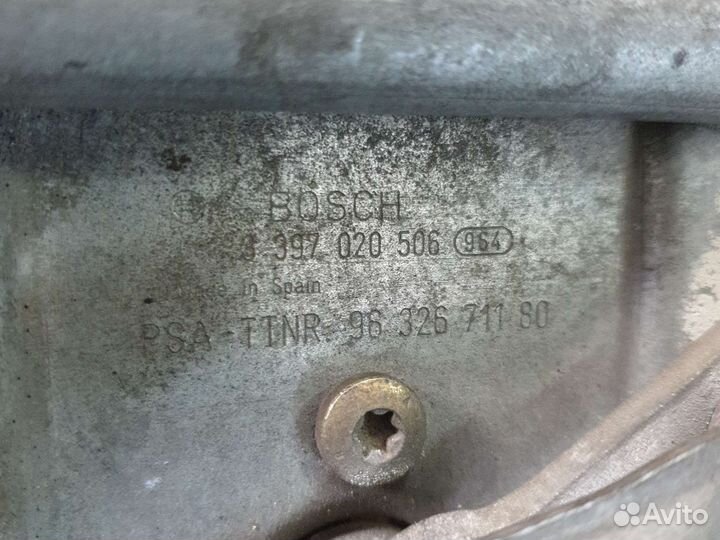 BOSCH
3 397 020 506 964
in Spain
PSA-TTNR. 96 326 711 80
Avito